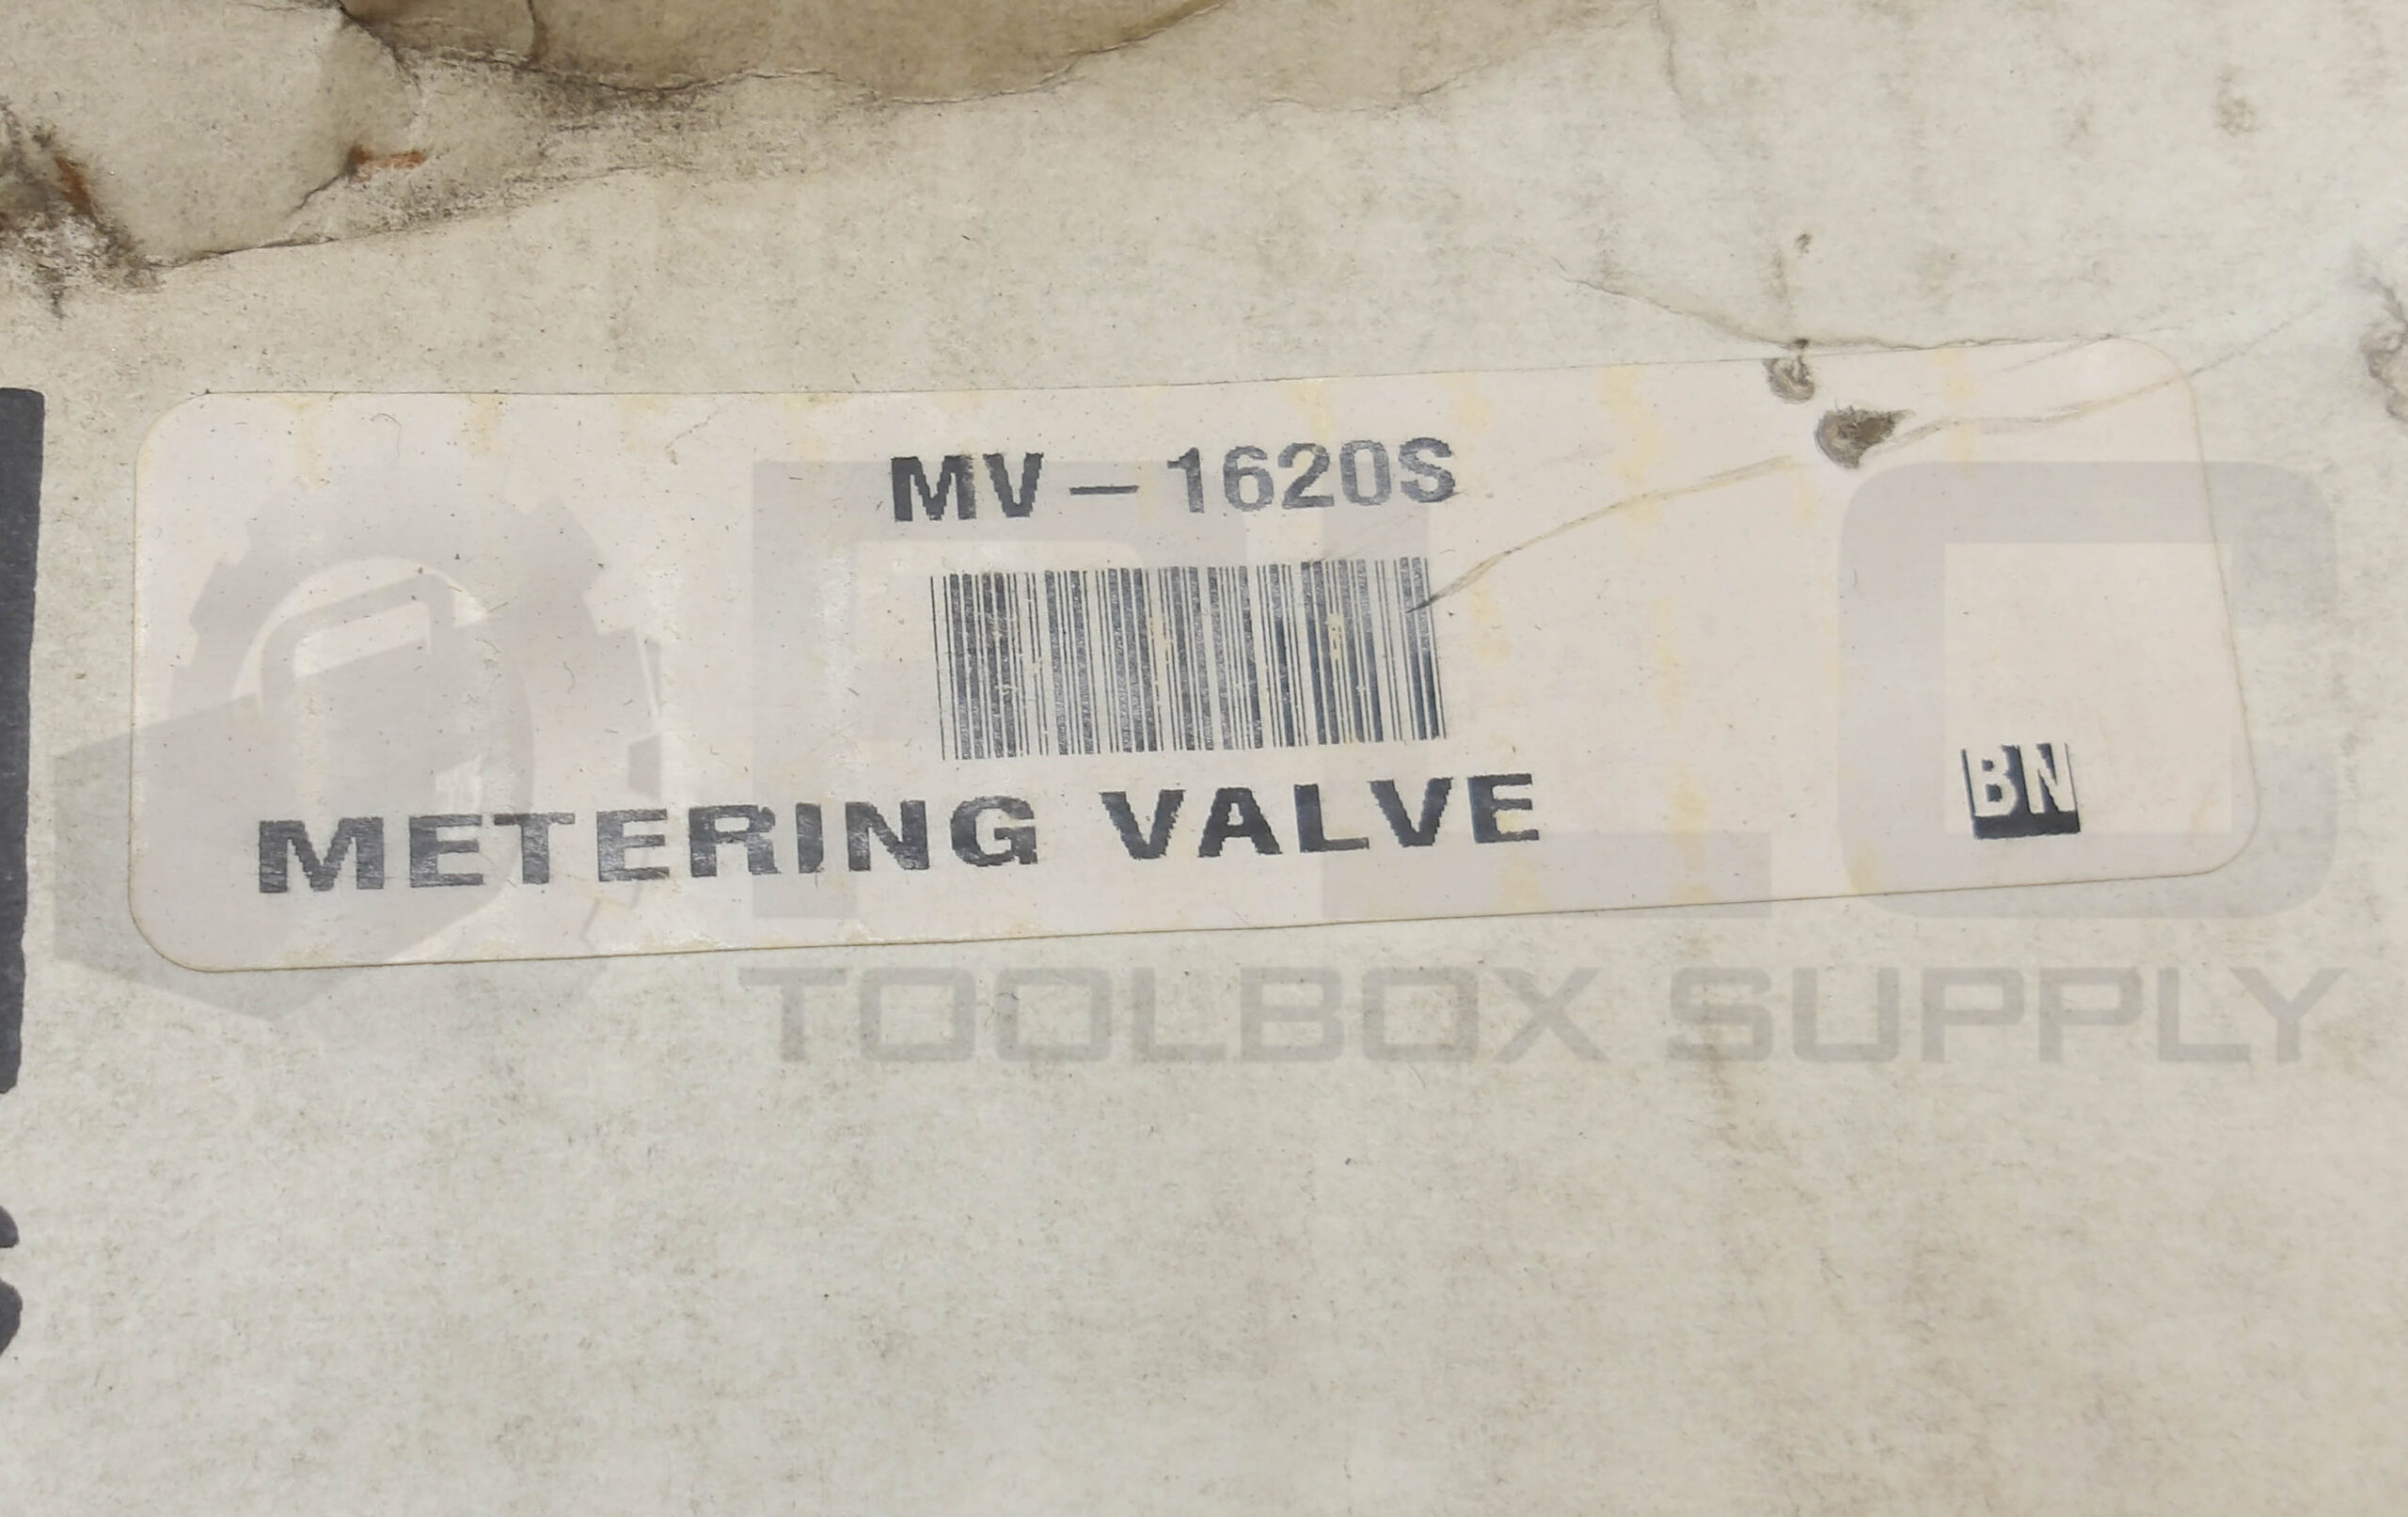 MV-1620S
METERING VALVE
BN
TOOLBOX SUPPLY